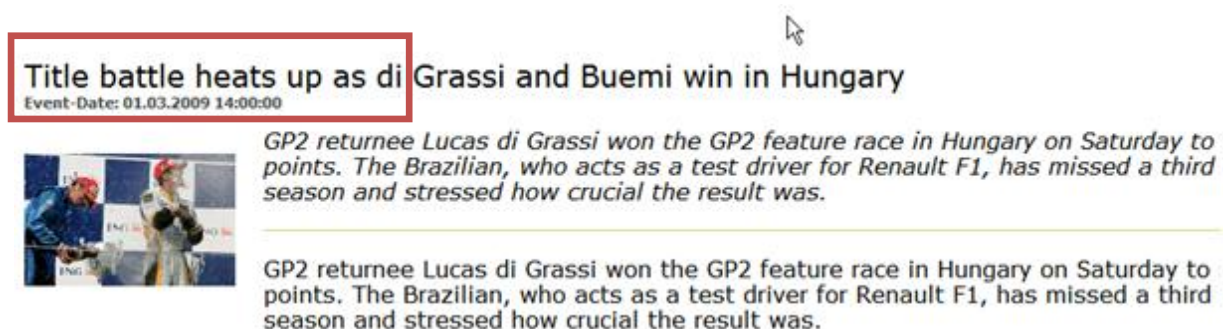 Title battle heats up as di Grassi and Buemi win in Hungary
Event-Date: 01.03.2009 14:00:00
GP2 returnee Lucas di Grassi won the GP2 feature race in Hungary on Saturday to
points. The Brazilian, who acts as a test driver for Renault F1, has missed a third
season and stressed how crucial the result was.
ING
ING
ING
GP2 returnee Lucas di Grassi won the GP2 feature race in Hungary on Saturday to
points. The Brazilian, who acts as a test driver for Renault F1, has missed a third
season and stressed how crucial the result was.